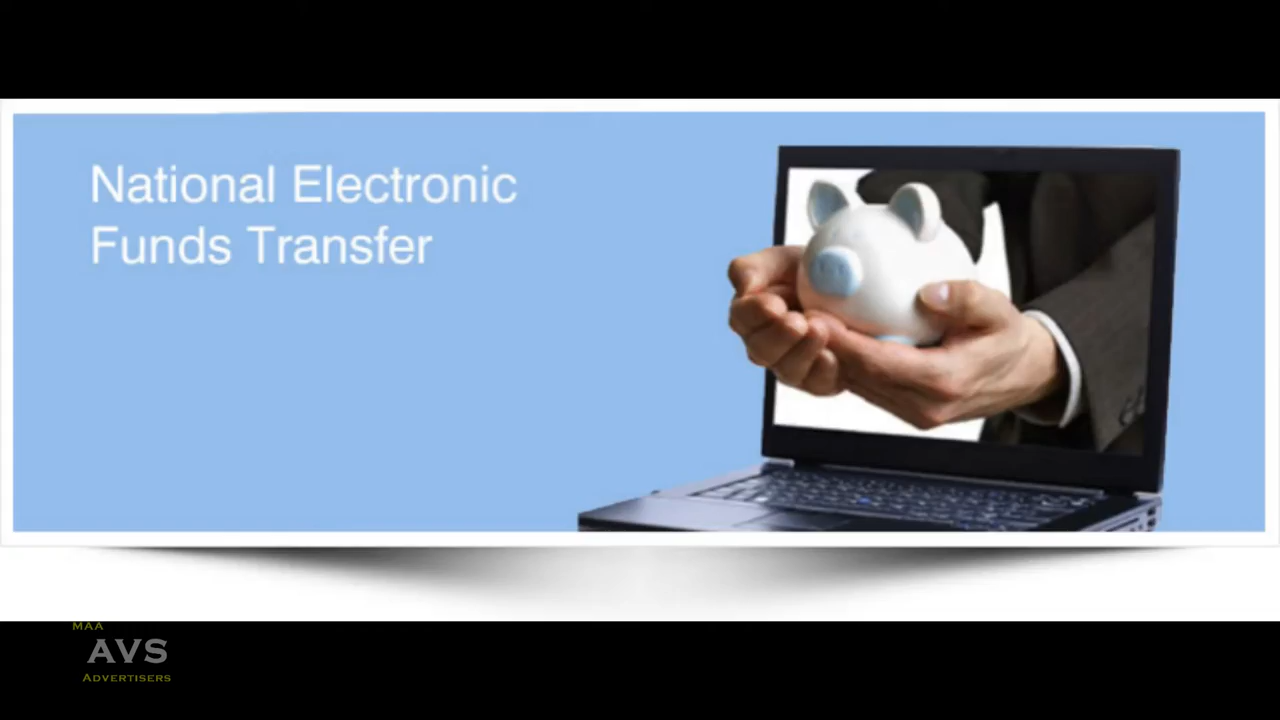 National Electronic
Funds Transfer
MAA
AVS
ADVERTISERS